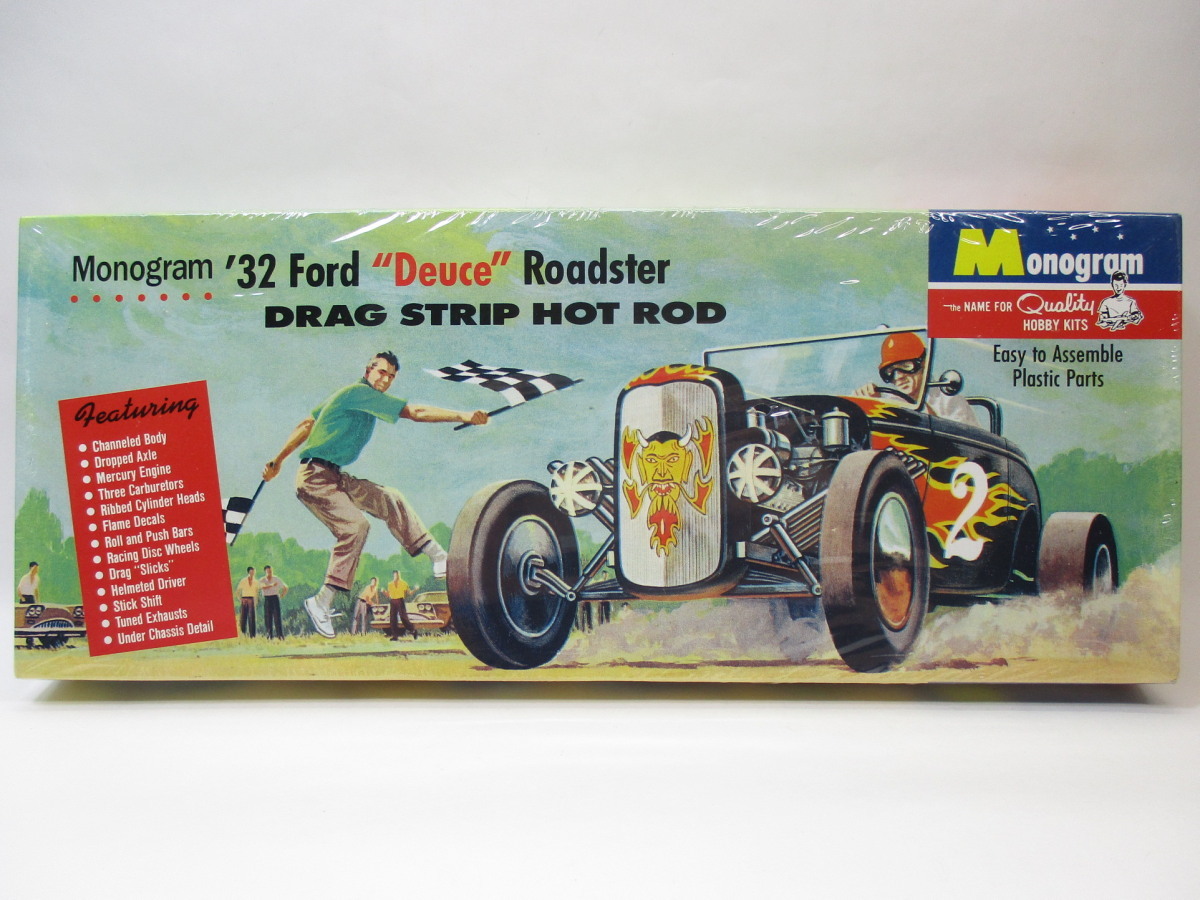 Monogram '32 Ford "Deuce" Roadster
DRAG STRIP HOT ROD
Monogram
the NAME FOR Quality
HOBBY KITS
Easy to Assemble
Plastic Parts
Featuring
Channeled Body
Dropped Axle
Mercury Engine
Three Carburetors
Ribbed Cylinder Heads
Flame Decals
Roll and Push Bars
Racing Disc Wheels
Drag "Slicks"
Helmeted Driver
Stick Shift
Tuned Exhausts
Under Chassis Detail
2